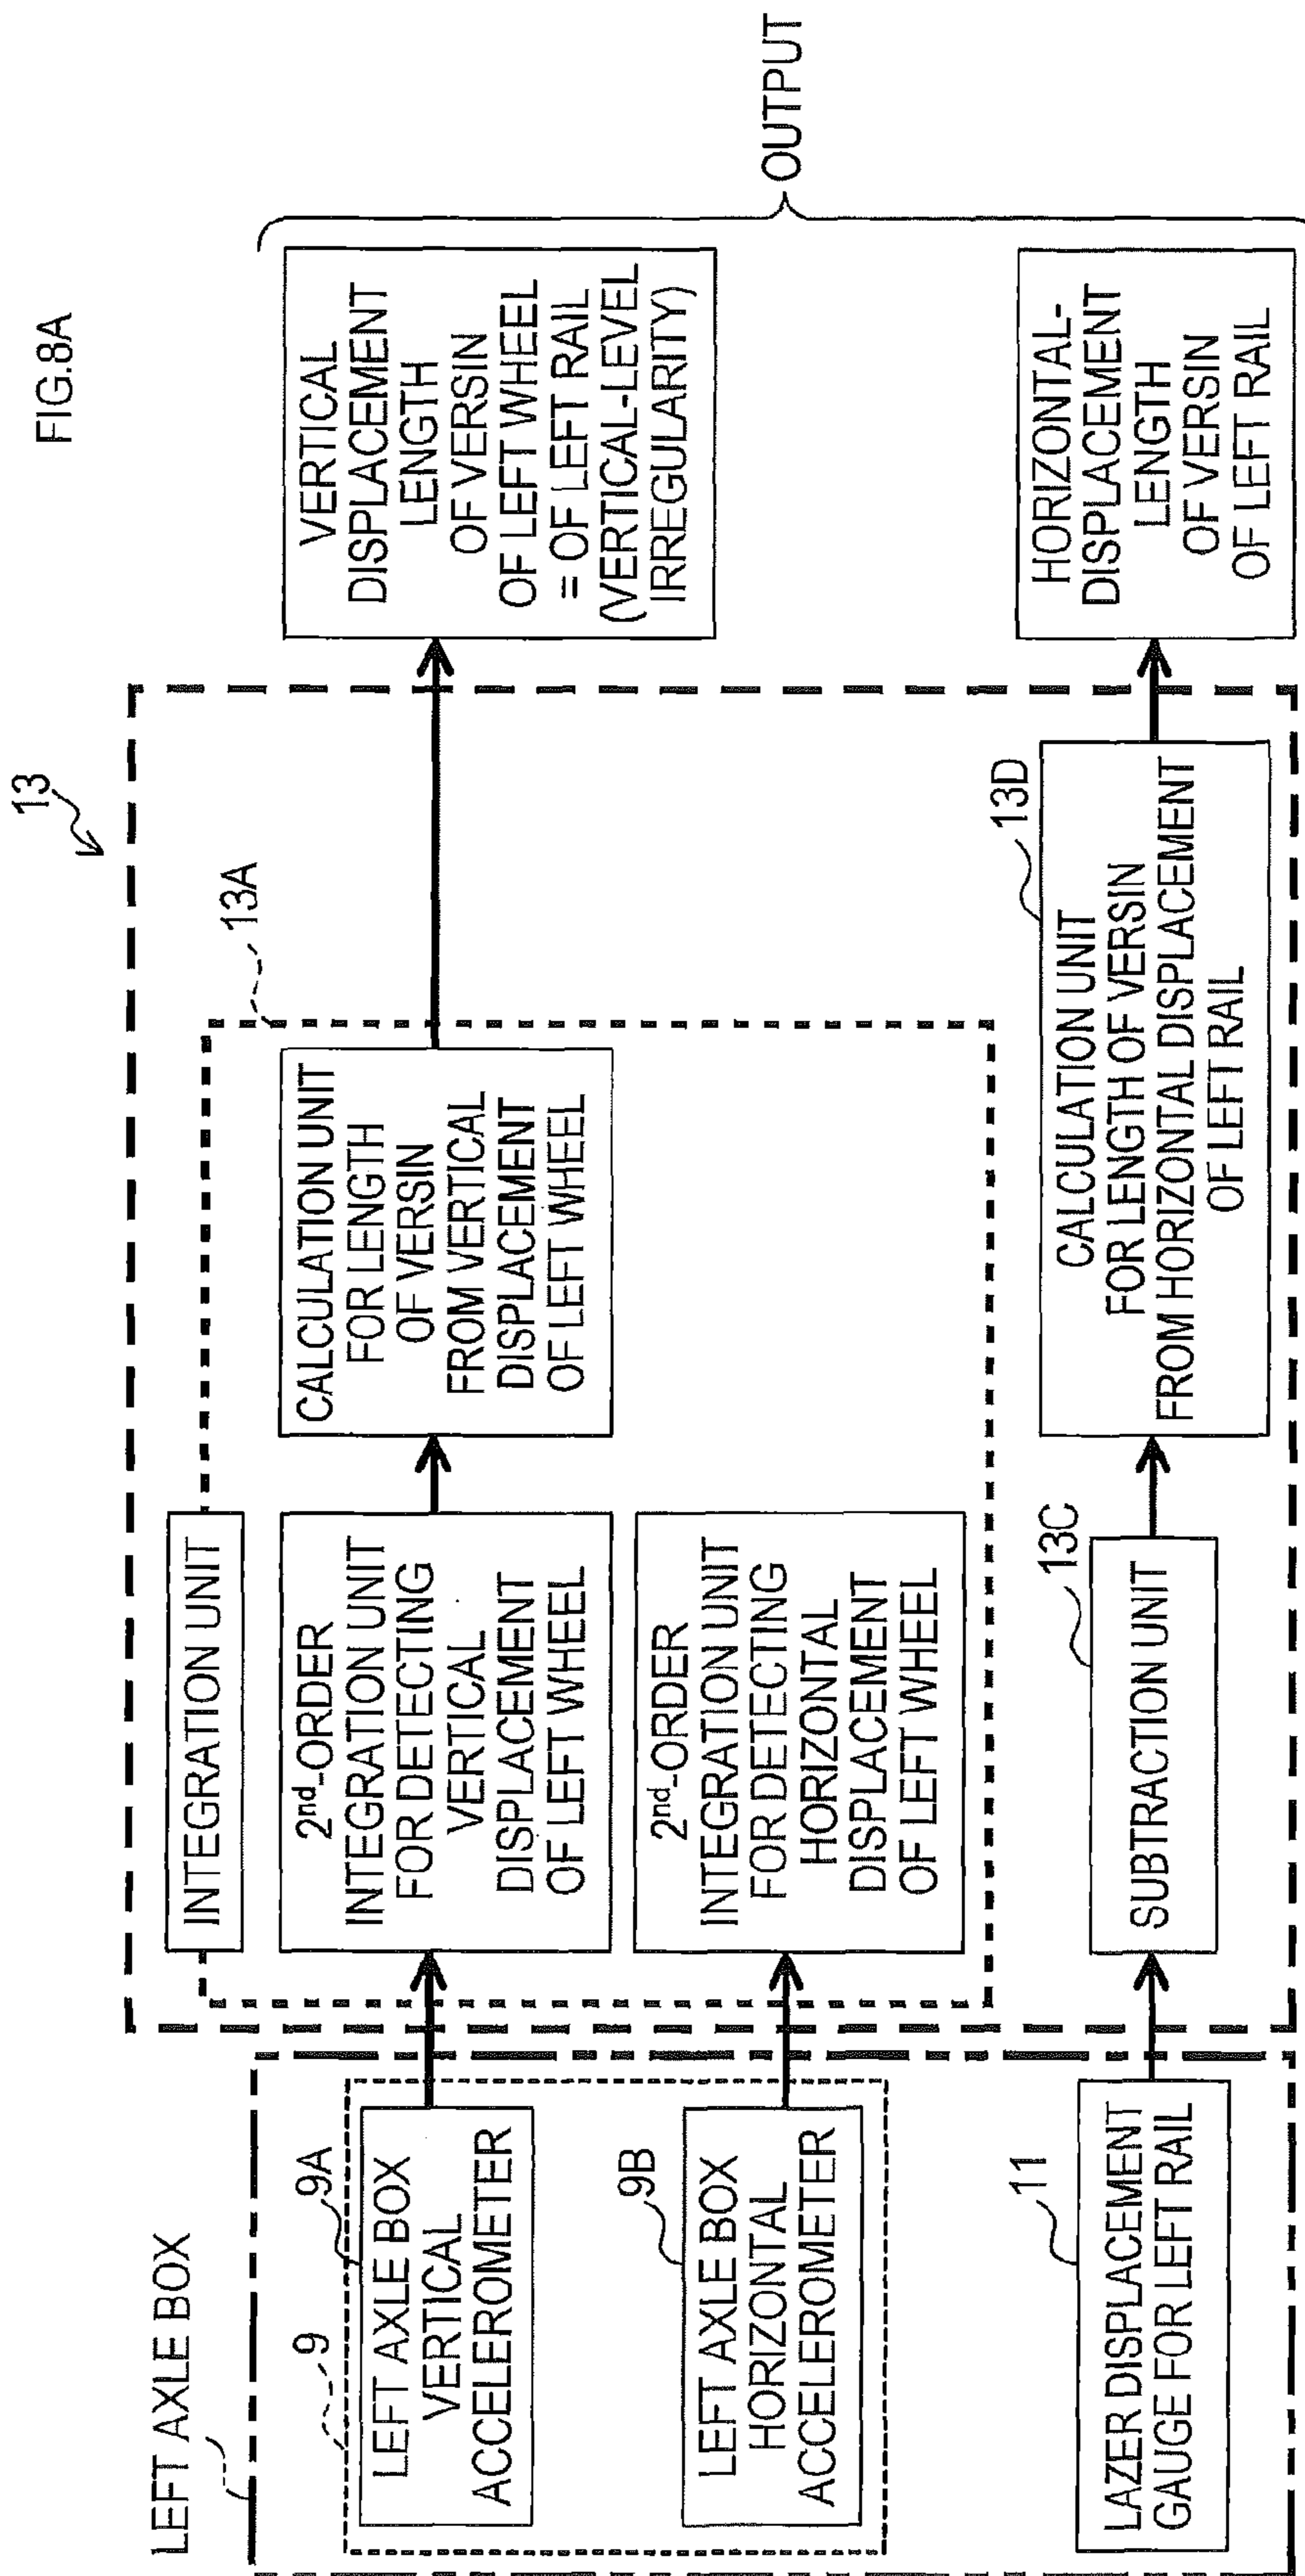 FIG.8A
LEFT AXLE BOX
9
9A
LEFT AXLE BOX
VERTICAL
ACCELEROMETER
9B
LEFT AXLE BOX
HORIZONTAL
ACCELEROMETER
11
LAZER DISPLACEMENT
GAUGE FOR LEFT RAIL
13
13A
INTEGRATION UNIT
2nd-ORDER
INTEGRATION UNIT
FOR DETECTING
VERTICAL
DISPLACEMENT
OF LEFT WHEEL
2nd-ORDER
INTEGRATION UNIT
FOR DETECTING
HORIZONTAL
DISPLACEMENT
OF LEFT WHEEL
CALCULATION UNIT
FOR LENGTH
OF VERSIN
FROM VERTICAL
DISPLACEMENT
OF LEFT WHEEL
13C
SUBTRACTION UNIT
13D
CALCULATION UNIT
FOR LENGTH OF VERSIN
FROM HORIZONTAL DISPLACEMENT
OF LEFT RAIL
VERTICAL
DISPLACEMENT
LENGTH
OF VERSIN
OF LEFT WHEEL
= OF LEFT RAIL
(VERTICAL-LEVEL
IRREGULARITY)
HORIZONTAL-
DISPLACEMENT
LENGTH
OF VERSIN
OF LEFT RAIL
OUTPUT